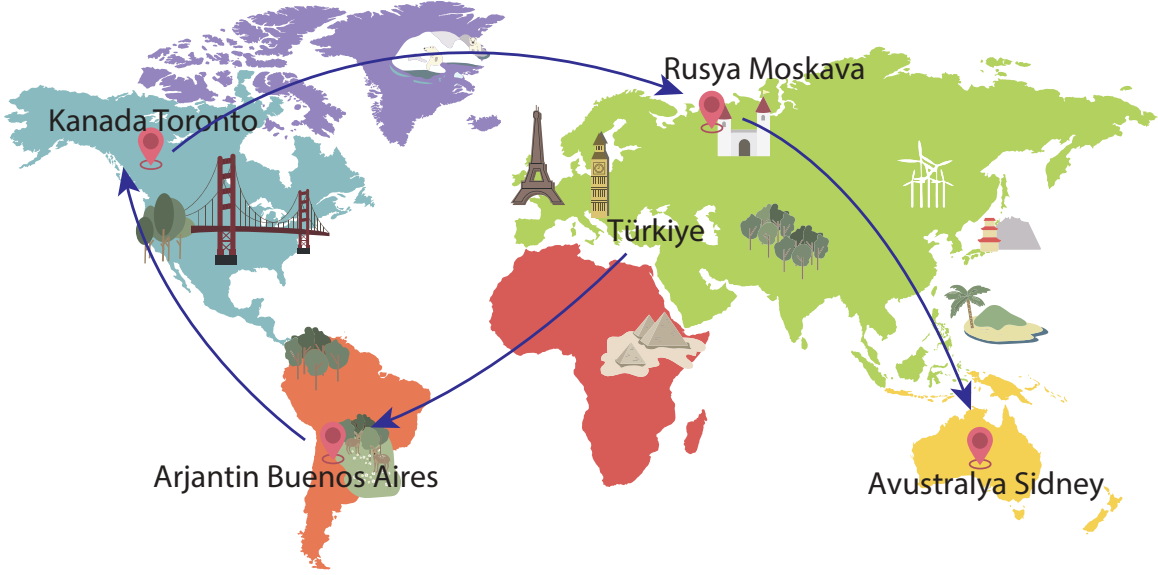 Rusya Moskava
Kanada Toronto
Türkiye
Arjantin Buenos Aires
Avustralya Sidney